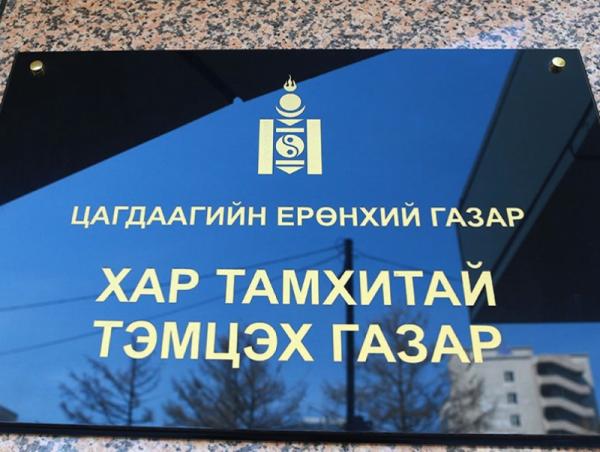 ЦАГДААГИЙН ЕРӨНХИЙ ГАЗАР
ХАР ТАМХИТАЙ
ТЭМЦЭХ ГАЗАР